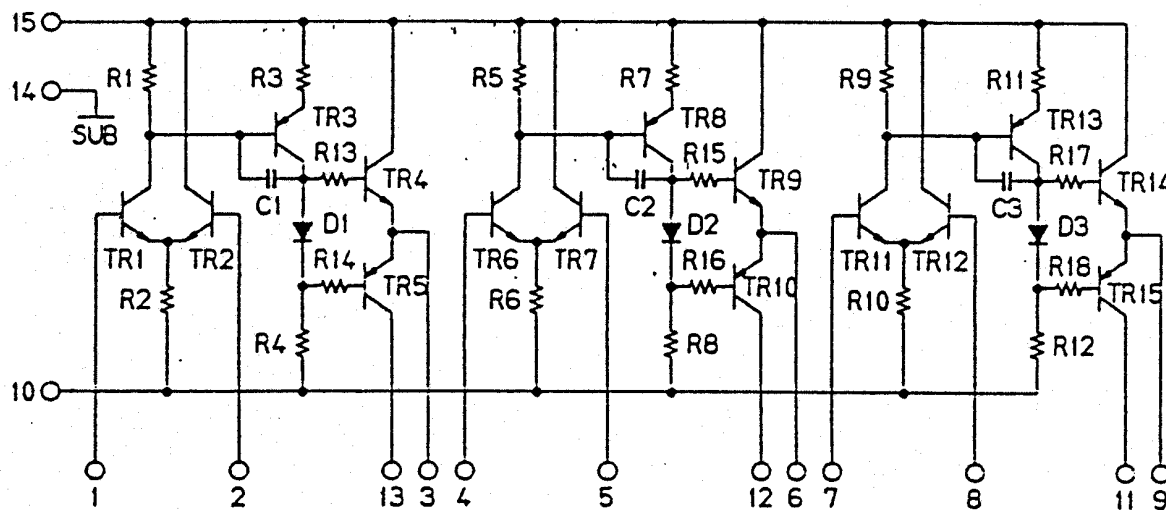 15
R1 R3 R5 R7 R9 R11
14
SUB
TR3 TR8 TR13
R13 R15 R17
TR4 TR9 TR14
C1 C2 C3
D1 D2 D3
TR1 TR2 TR6 TR7 TR11 TR12
R14 R16 R18
TR5 TR10 TR15
R2 R6 R10
R4 R8 R12
10
1 2 13 3 4 5 12 6 7 8 11 9